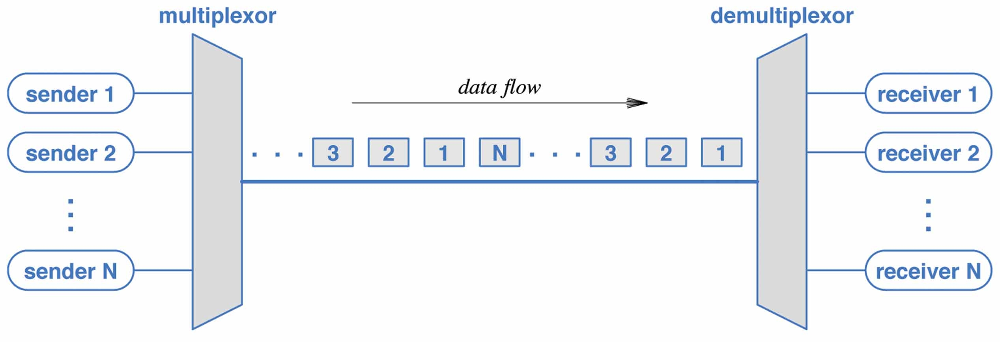 multiplexor
demultiplexor
sender 1
data flow
receiver 1
sender 2
. . . 3 2 1 N . . . 3 2 1
receiver 2
sender N
receiver N